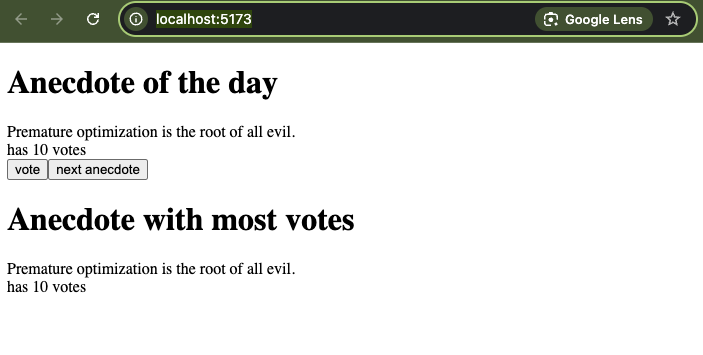 localhost:5173
Google Lens
Anecdote of the day
Premature optimization is the root of all evil.
has 10 votes
vote next anecdote
Anecdote with most votes
Premature optimization is the root of all evil.
has 10 votes